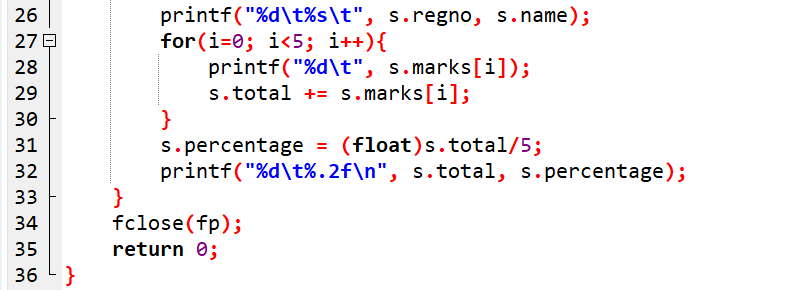 26 printf("%d\t%s\t", s.regno, s.name);
27 for(i=0; i<5; i++){
28 printf("%d\t", s.marks[i]);
29 s.total += s.marks[i];
30 }
31 s.percentage = (float)s.total/5;
32 printf("%d\t%.2f\n", s.total, s.percentage);
33 }
34 fclose(fp);
35 return 0;
36 }